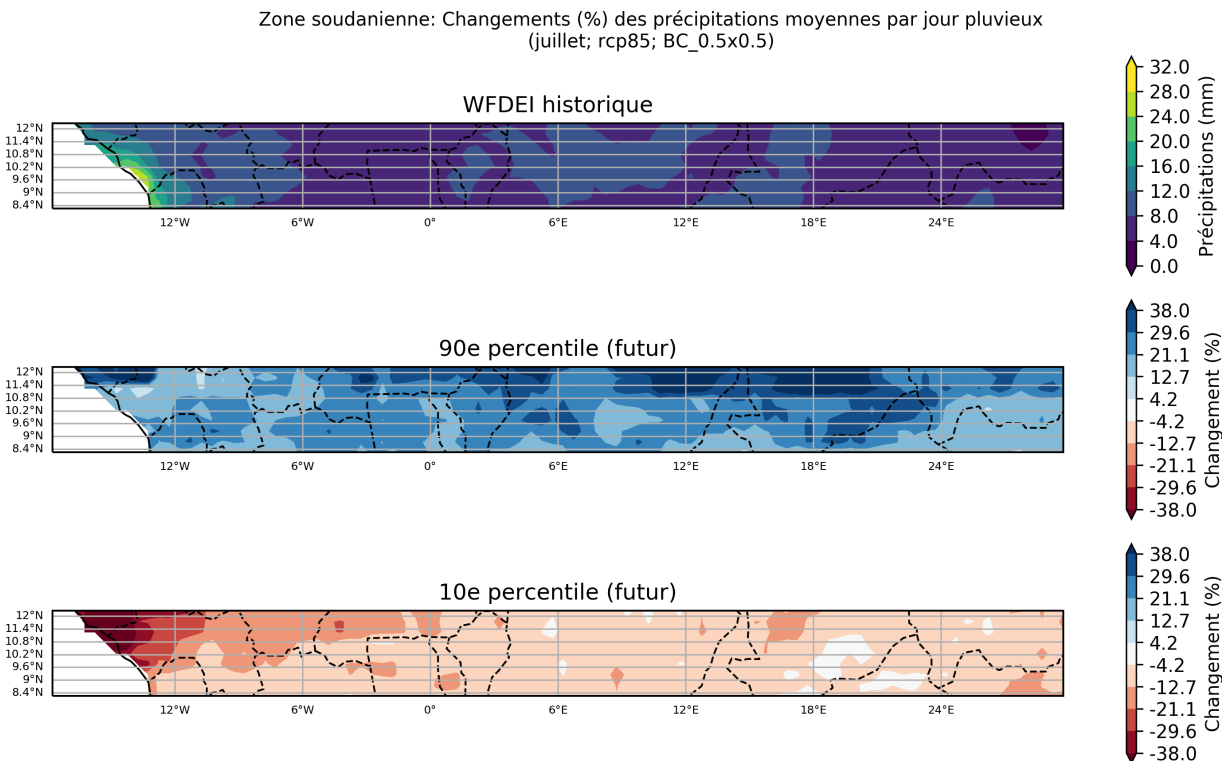 Zone soudanienne: Changements (%) des précipitations moyennes par jour pluvieux
(juillet; rcp85; BC_0.5x0.5)
WFDEI historique
12°N
11.4°N
10.8°N
10.2°N
9.6°N
9°N
8.4°N
12°W 6°W 0° 6°E 12°E 18°E 24°E
32.0
28.0
24.0
20.0
16.0
12.0
8.0
4.0
0.0
Précipitations (mm)
90e percentile (futur)
12°N
11.4°N
10.8°N
10.2°N
9.6°N
9°N
8.4°N
12°W 6°W 0° 6°E 12°E 18°E 24°E
38.0
29.6
21.1
12.7
4.2
-4.2
-12.7
-21.1
-29.6
-38.0
Changement (%)
10e percentile (futur)
12°N
11.4°N
10.8°N
10.2°N
9.6°N
9°N
8.4°N
12°W 6°W 0° 6°E 12°E 18°E 24°E
38.0
29.6
21.1
12.7
4.2
-4.2
-12.7
-21.1
-29.6
-38.0
Changement (%)